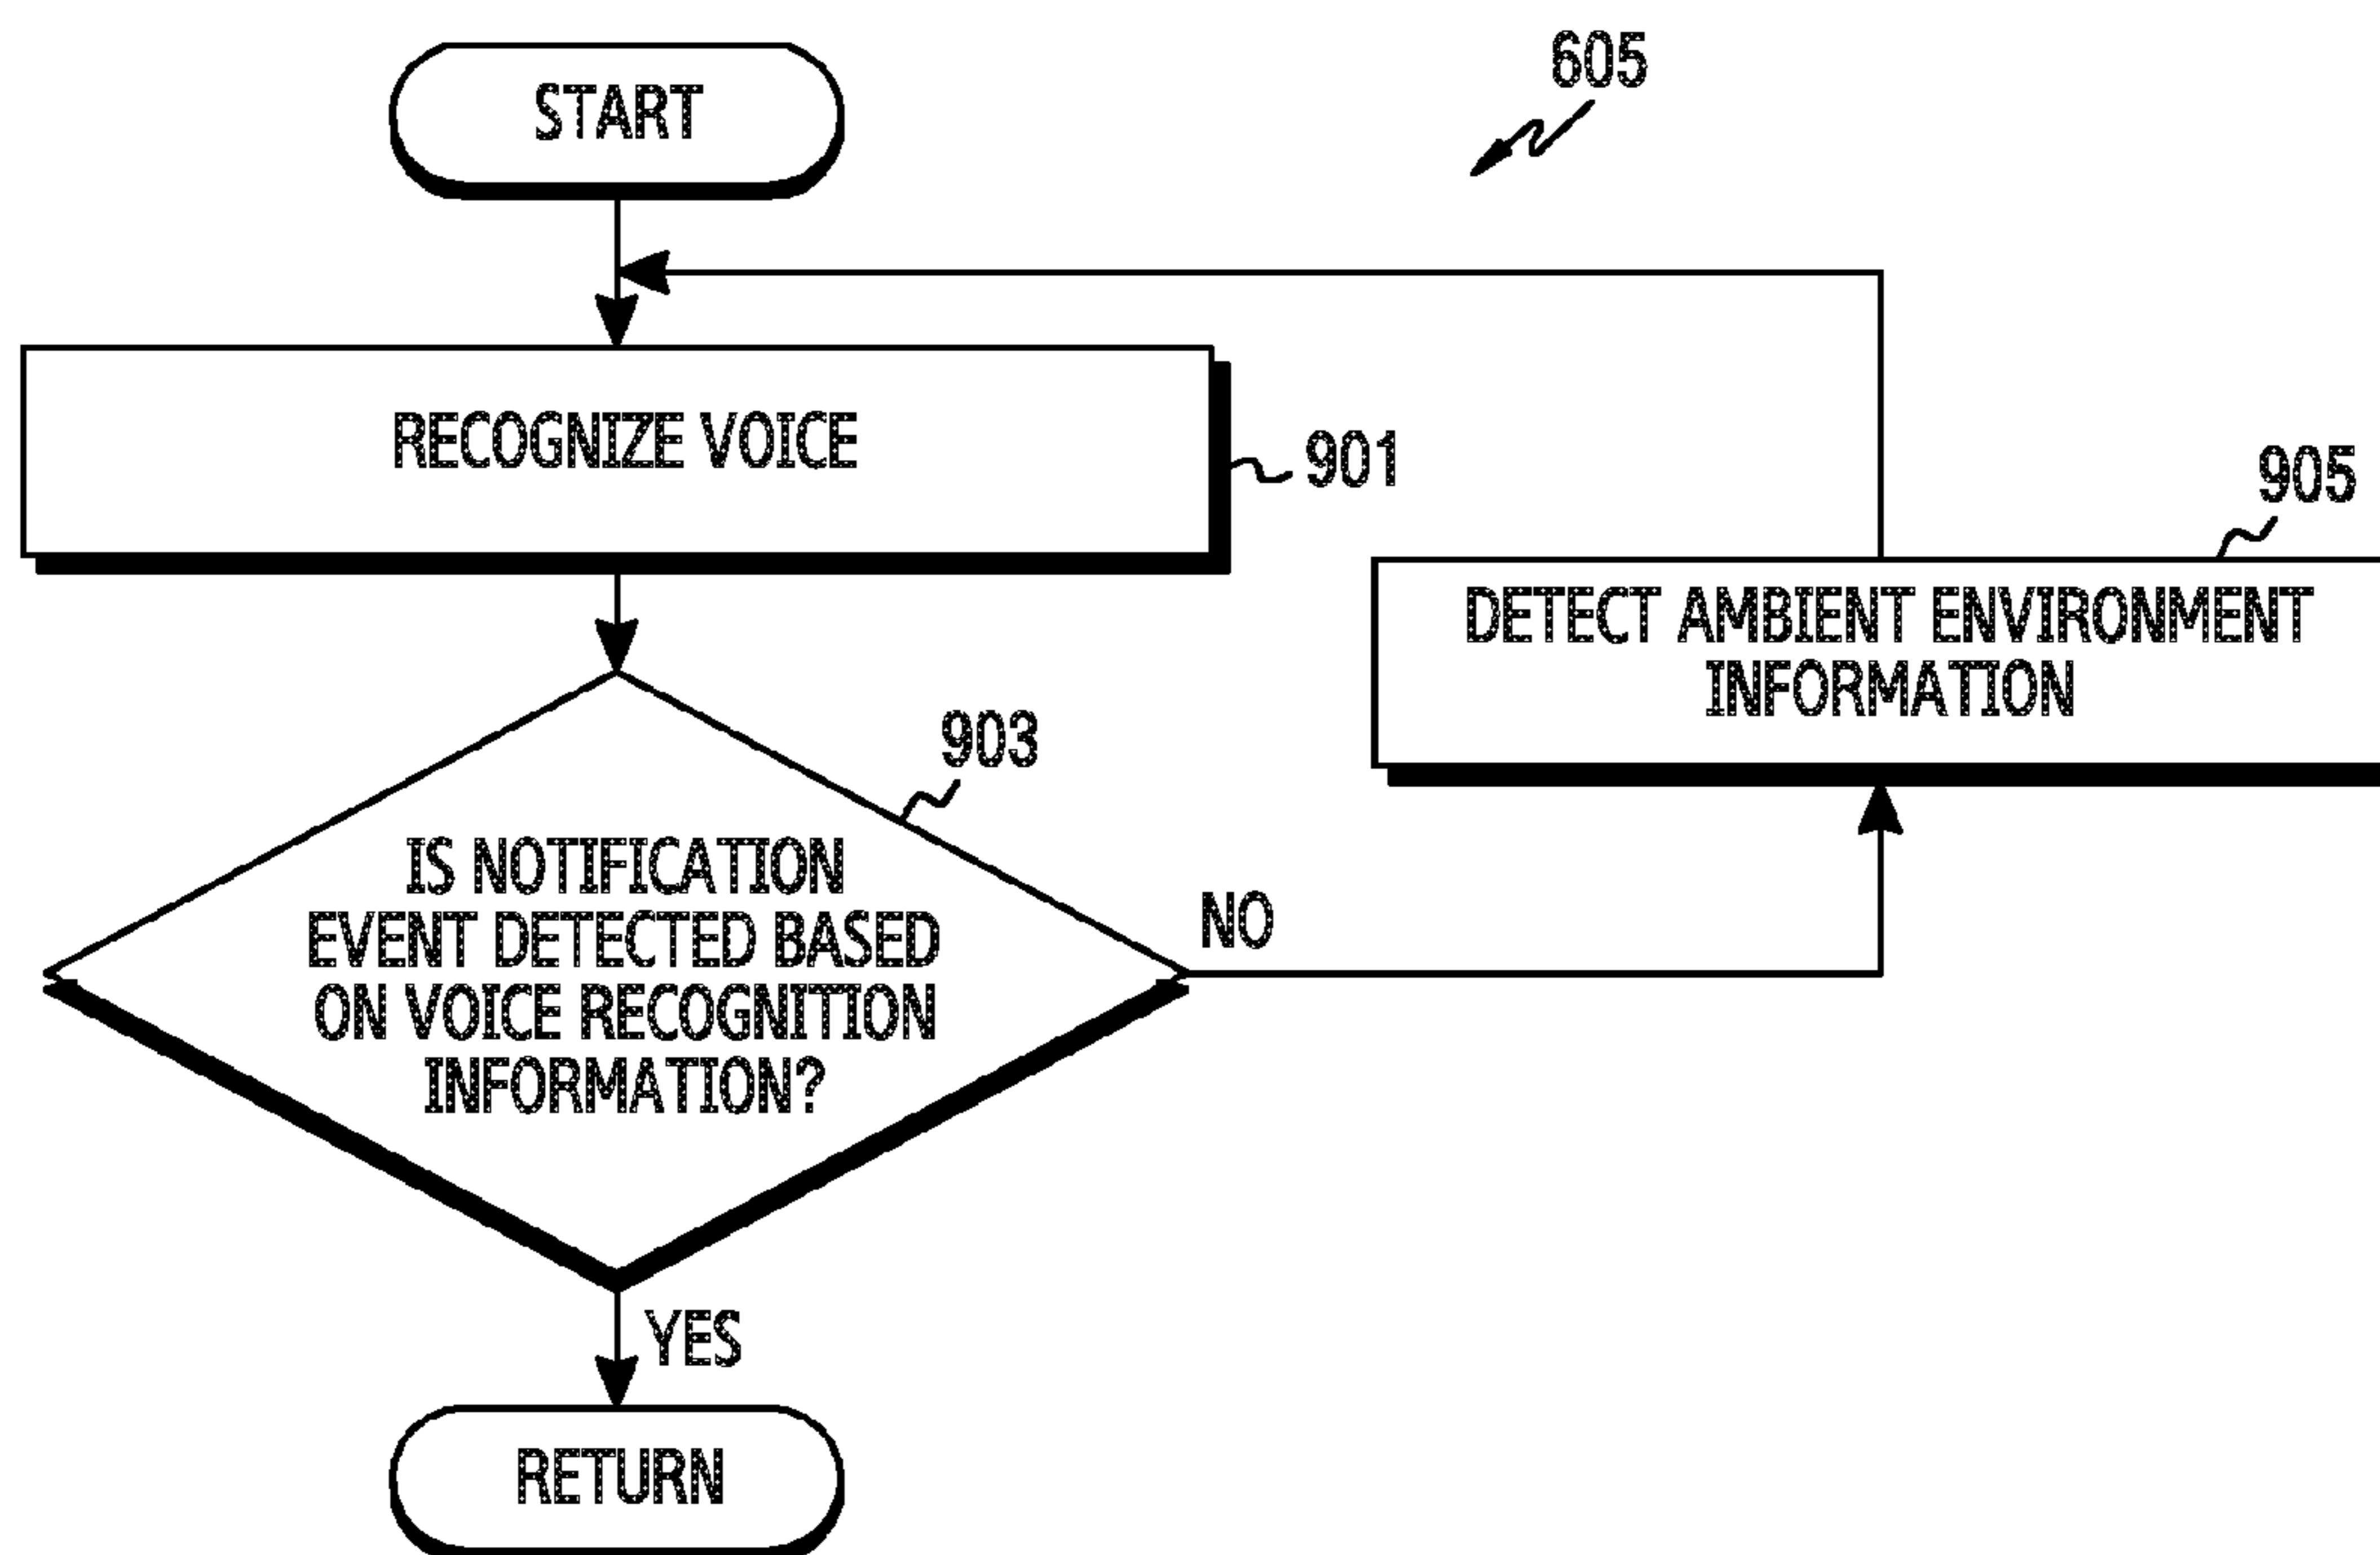 START
605
RECOGNIZE VOICE
901
905
DETECT AMBIENT ENVIRONMENT
INFORMATION
903
IS NOTIFICATION
EVENT DETECTED BASED
ON VOICE RECOGNITION
INFORMATION?
NO
YES
RETURN